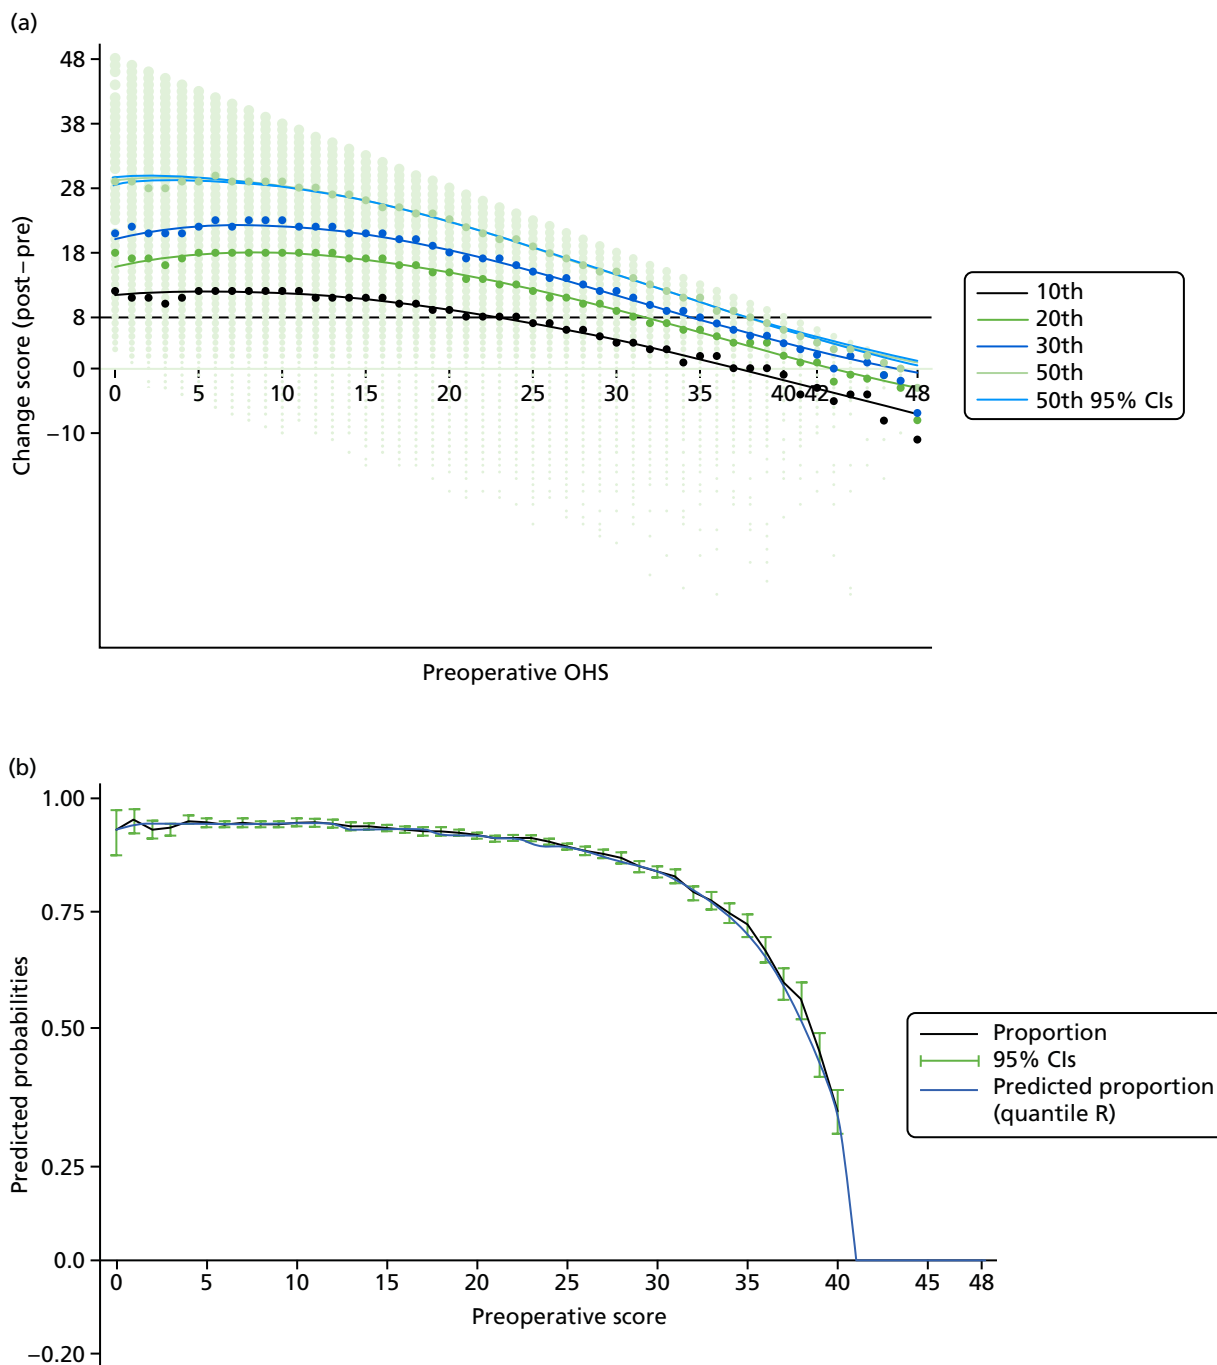 (a)
48
38
28
18
8
0
−10
Change score (post – pre)
0 5 10 15 20 25 30 35 40 42 48
Preoperative OHS
10th
20th
30th
50th
50th 95% CIs
(b)
1.00
0.75
0.50
0.25
0.0
−0.20
Predicted probabilities
0 5 10 15 20 25 30 35 40 45 48
Preoperative score
Proportion
95% CIs
Predicted proportion
(quantile R)